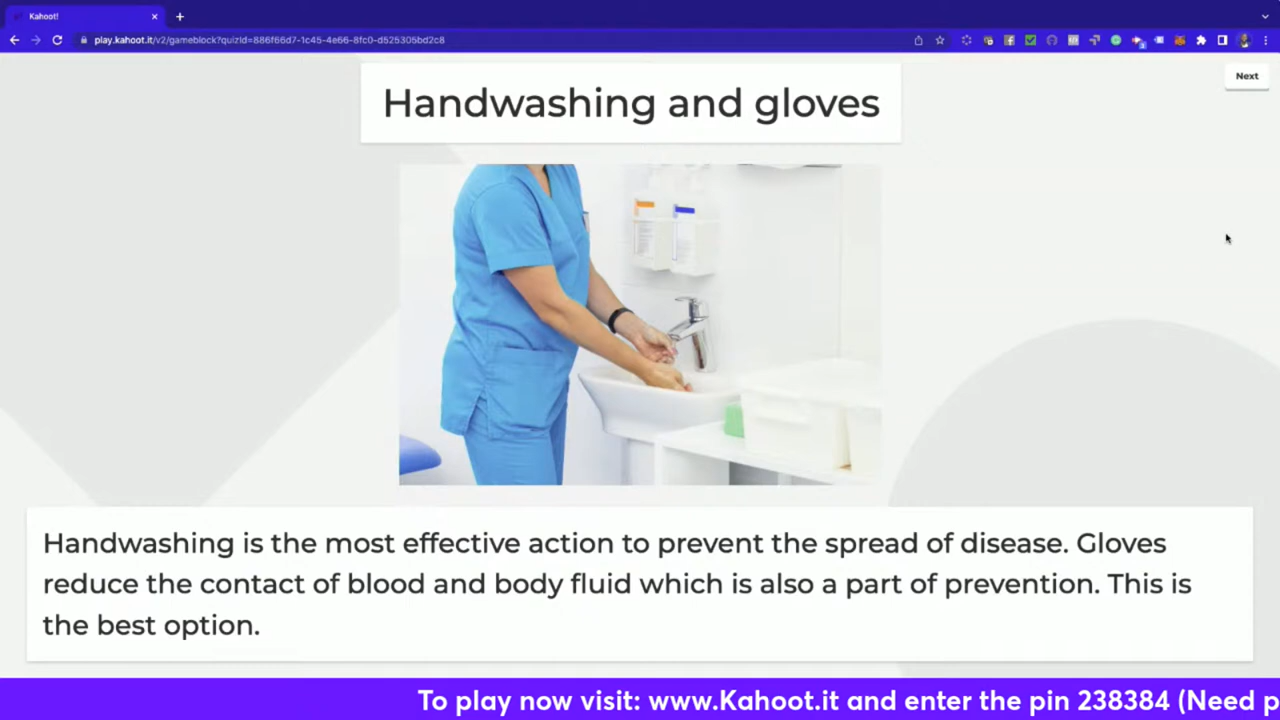 Kahoot!
play.kahoot.it/v2/gameblock?quizId=886f66d7-1c45-4e66-8fc0-d525305bd2c8
Next
Handwashing and gloves
Handwashing is the most effective action to prevent the spread of disease. Gloves
reduce the contact of blood and body fluid which is also a part of prevention. This is
the best option.
To play now visit: www.Kahoot.it and enter the pin 238384 (Need p